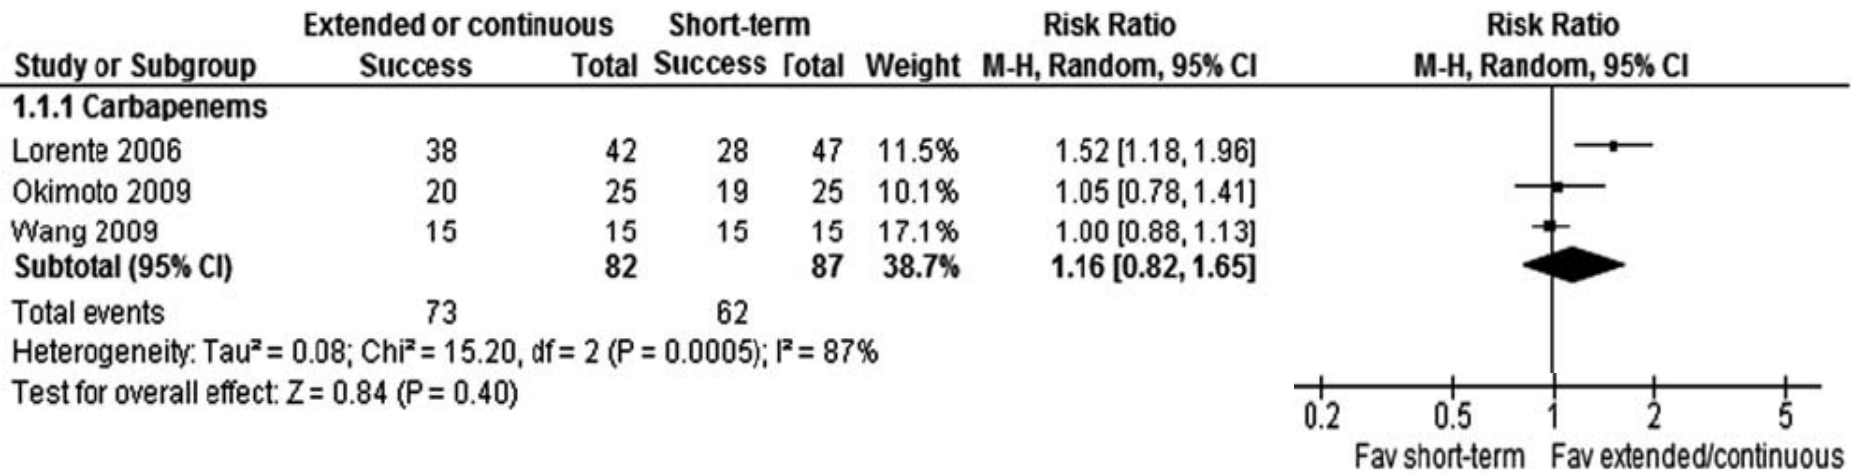 Extended or continuous Short-term Risk Ratio Risk Ratio
Study or Subgroup Success Total Success Total Weight M-H, Random, 95% CI M-H, Random, 95% CI
1.1.1 Carbapenems
Lorente 2006 38 42 28 47 11.5% 1.52 [1.18, 1.96]
Okimoto 2009 20 25 19 25 10.1% 1.05 [0.78, 1.41]
Wang 2009 15 15 15 15 17.1% 1.00 [0.88, 1.13]
Subtotal (95% CI) 82 87 38.7% 1.16 [0.82, 1.65]
Total events 73 62
Heterogeneity: Tau² = 0.08; Chi² = 15.20, df = 2 (P = 0.0005); I² = 87%
Test for overall effect: Z = 0.84 (P = 0.40)
0.2 0.5 1 2 5
Fav short-term Fav extended/continuous